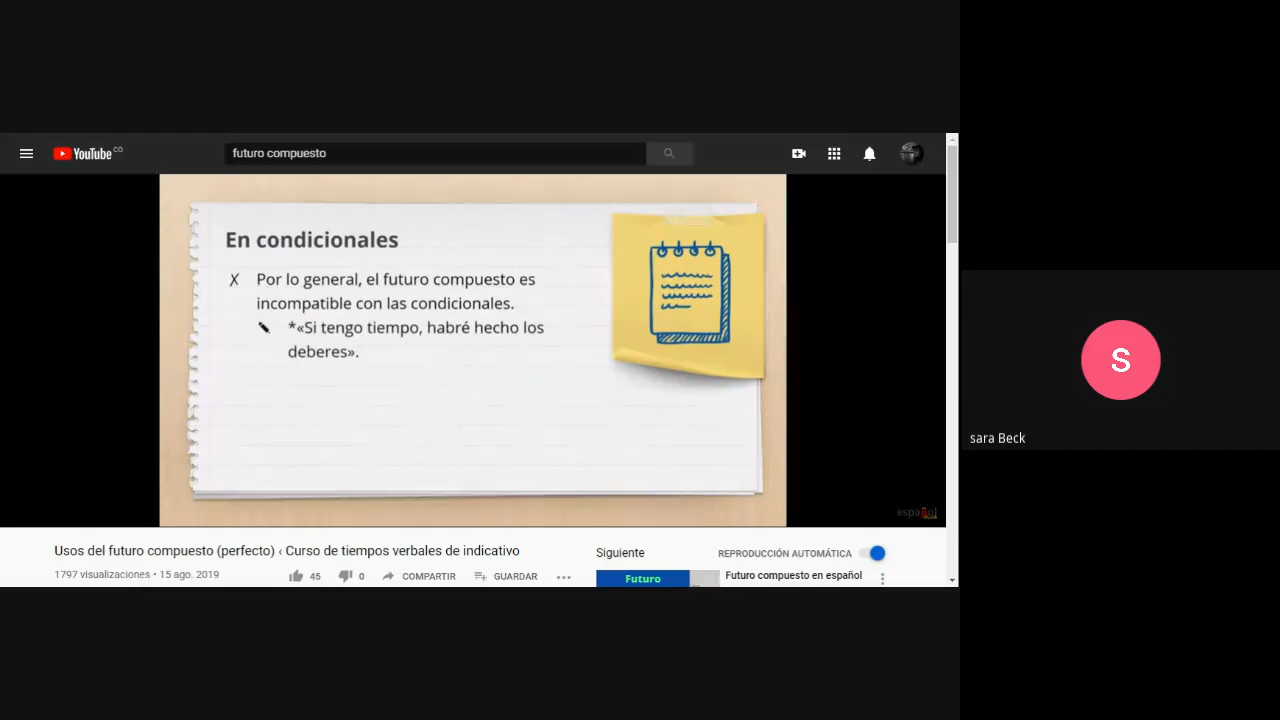 YouTube CO
futuro compuesto
En condicionales
X Por lo general, el futuro compuesto es
incompatible con las condicionales.
*«Si tengo tiempo, habré hecho los
deberes».
S
sara Beck
español
Usos del futuro compuesto (perfecto) ‹ Curso de tiempos verbales de indicativo
1797 visualizaciones • 15 ago. 2019
45
0
COMPARTIR
GUARDAR
Siguiente
REPRODUCCIÓN AUTOMÁTICA
Futuro
Futuro compuesto en español